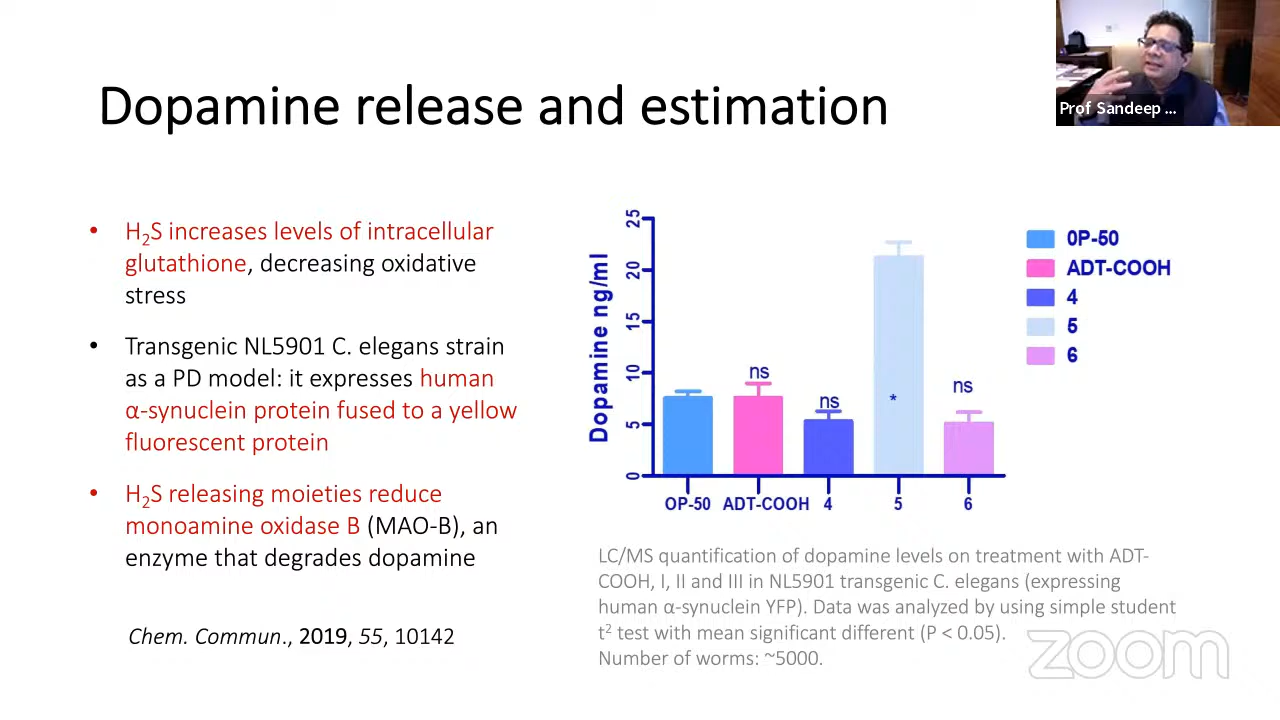 Dopamine release and estimation
Prof Sandeep ...
• H2S increases levels of intracellular
glutathione, decreasing oxidative
stress
• Transgenic NL5901 C. elegans strain
as a PD model: it expresses human
α-synuclein protein fused to a yellow
fluorescent protein
• H2S releasing moieties reduce
monoamine oxidase B (MAO-B), an
enzyme that degrades dopamine
Chem. Commun., 2019, 55, 10142
Dopamine ng/ml
25
20
15
10
5
0
ns
ns
*
ns
OP-50 ADT-COOH 4 5 6
0P-50
ADT-COOH
4
5
6
LC/MS quantification of dopamine levels on treatment with ADT-
COOH, I, II and III in NL5901 transgenic C. elegans (expressing
human α-synuclein YFP). Data was analyzed by using simple student
t2 test with mean significant different (P < 0.05).
Number of worms: ~5000.
zoom